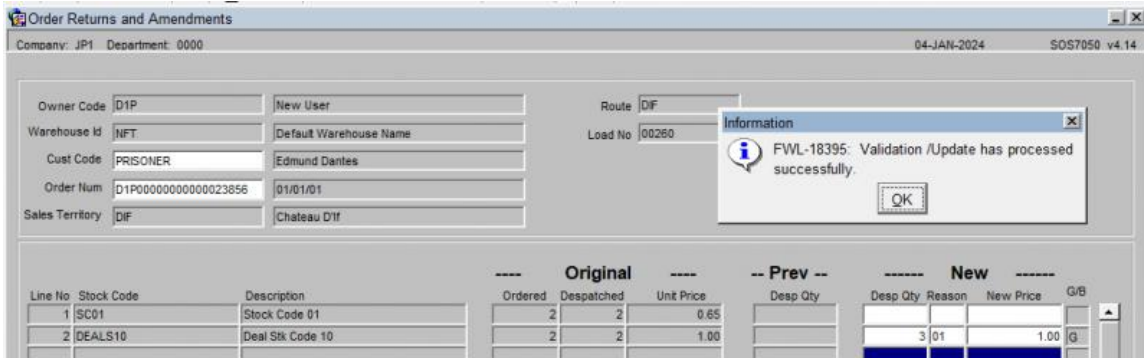 Order Returns and Amendments
Company: JP1 Department: 0000 04-JAN-2024 SOS7050 v4.14
Owner Code D1P New User Route DIF
Information
Warehouse Id NFT Default Warehouse Name Load No 00260
FWL-18395: Validation /Update has processed
successfully.
Cust Code PRISONER Edmund Dantes
Order Num D1P00000000000023856 01/01/01
OK
Sales Territory DIF Chateau D'If
---- Original ---- -- Prev -- ------ New ------
Line No Stock Code Description Ordered Despatched Unit Price Desp Qty Desp Qty Reason New Price G/B
1 SC01 Stock Code 01 2 2 0.65
2 DEALS10 Deal Stk Code 10 2 2 1.00 3 01 1.00 G